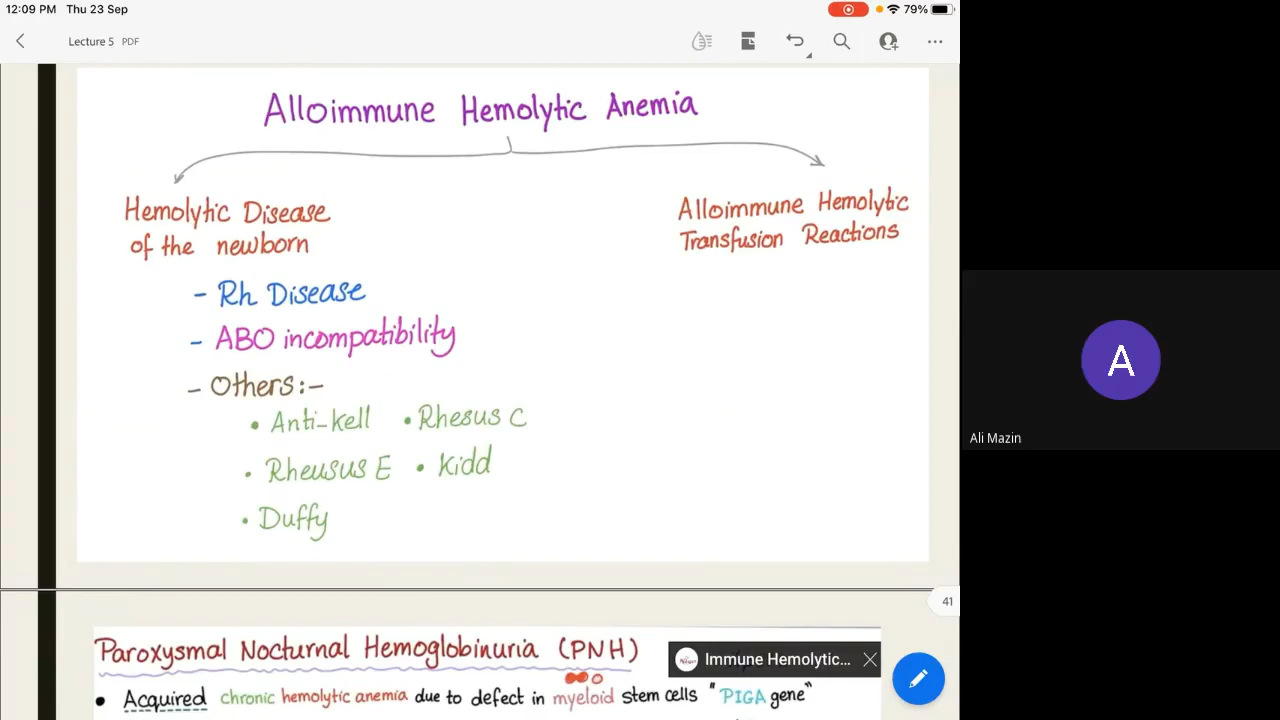 12:09 PM Thu 23 Sep
79%
Lecture 5 PDF
Alloimmune Hemolytic Anemia
Hemolytic Disease
of the newborn
Alloimmune Hemolytic
Transfusion Reactions
- Rh Disease
- ABO incompatibility
- Others:-
• Anti-kell • Rhesus C
• Rheusus E • Kidd
• Duffy
41
Paroxysmal Nocturnal Hemoglobinuria (PNH)
Immune Hemolytic...
• Acquired chronic hemolytic anemia due to defect in myeloid stem cells "PIGA gene"
A
Ali Mazin